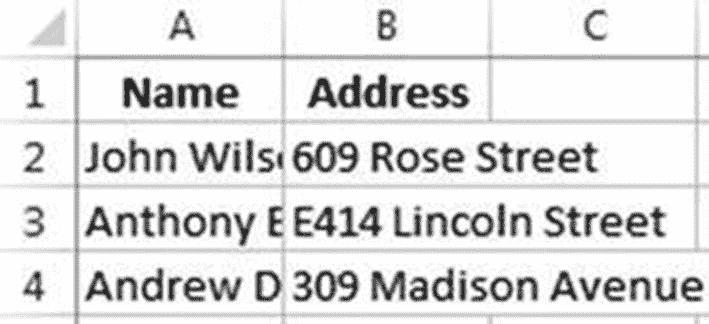 A B C
1 Name Address
2 John Wils 609 Rose Street
3 Anthony E414 Lincoln Street
4 Andrew D 309 Madison Avenue